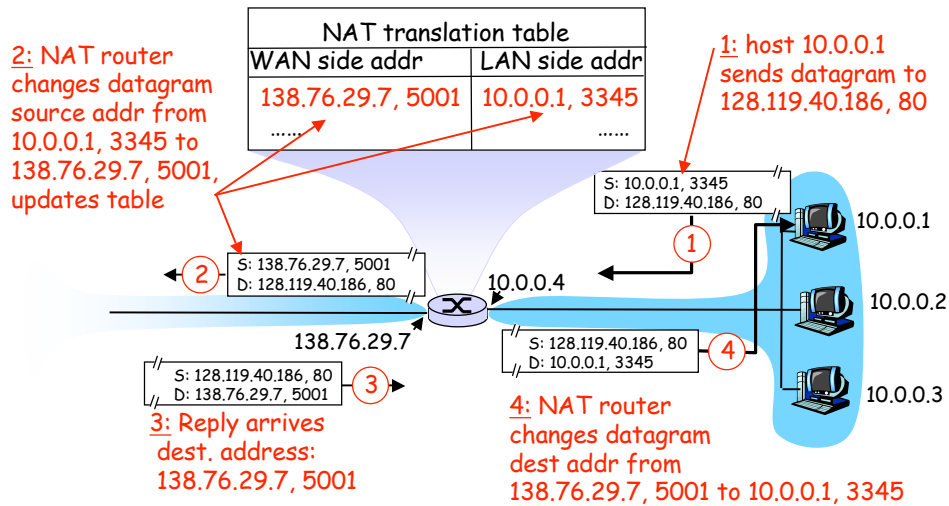 NAT translation table
WAN side addr LAN side addr
138.76.29.7, 5001 10.0.0.1, 3345
...... ......
2: NAT router
changes datagram
source addr from
10.0.0.1, 3345 to
138.76.29.7, 5001,
updates table
1: host 10.0.0.1
sends datagram to
128.119.40.186, 80
S: 10.0.0.1, 3345
D: 128.119.40.186, 80
1
10.0.0.1
2
S: 138.76.29.7, 5001
D: 128.119.40.186, 80
10.0.0.4
10.0.0.2
138.76.29.7
S: 128.119.40.186, 80
D: 10.0.0.1, 3345
4
S: 128.119.40.186, 80
D: 138.76.29.7, 5001
3
10.0.0.3
3: Reply arrives
dest. address:
138.76.29.7, 5001
4: NAT router
changes datagram
dest addr from
138.76.29.7, 5001 to 10.0.0.1, 3345